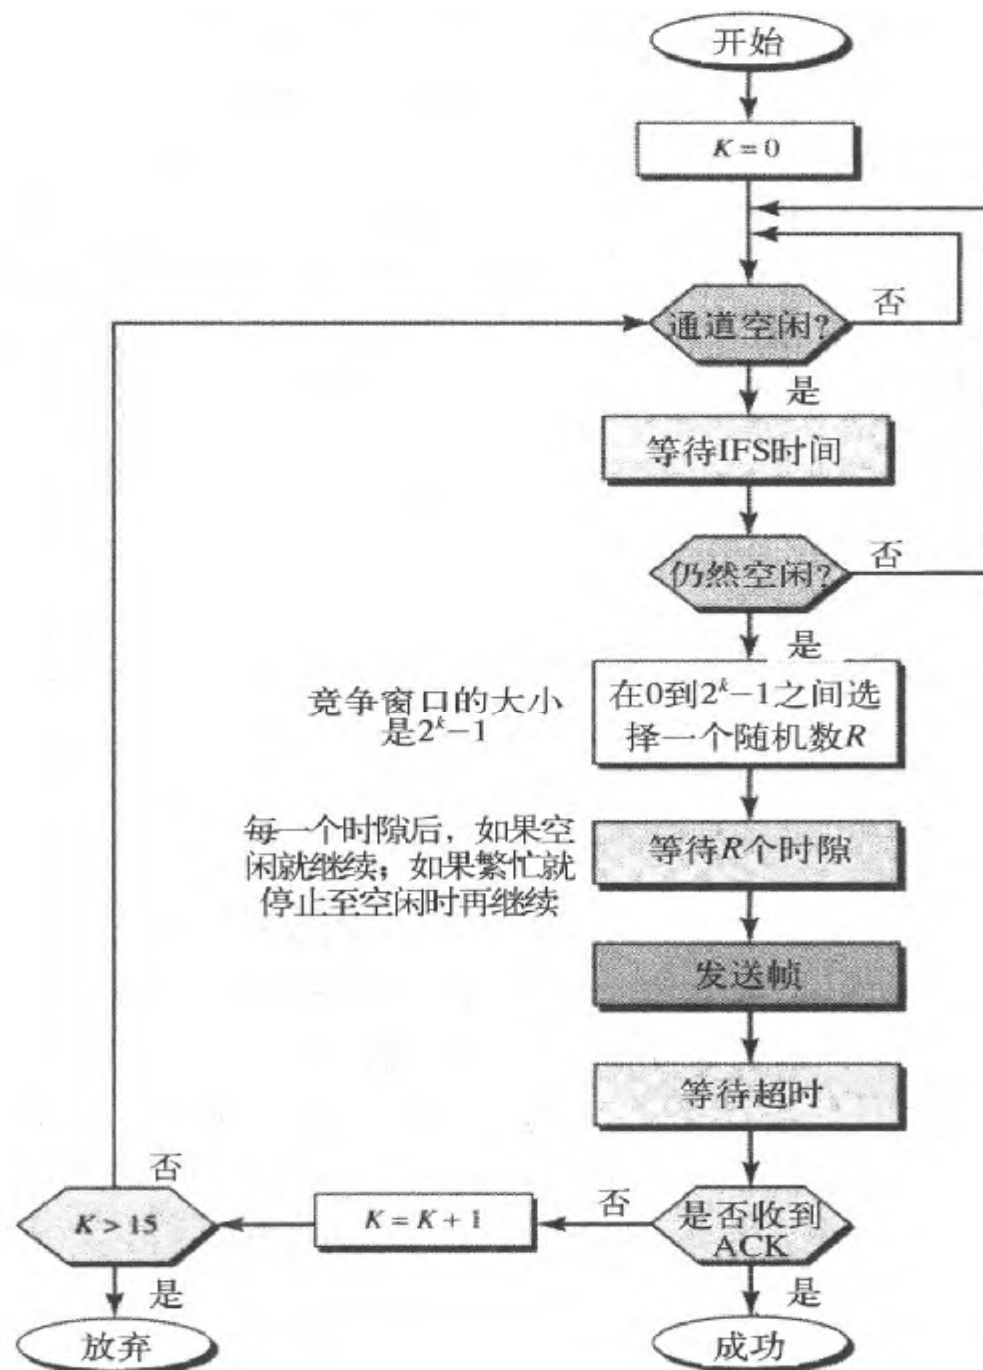 开始
K = 0
通道空闲?
否
是
等待IFS时间
仍然空闲?
否
是
竞争窗口的大小
是2ᵏ−1
在0到2ᵏ−1之间选
择一个随机数R
每一个时隙后，如果空
闲就继续；如果繁忙就
停止至空闲时再继续
等待R个时隙
发送帧
等待超时
是否收到
ACK
否
K = K + 1
否
K > 15
是
放弃
是
成功